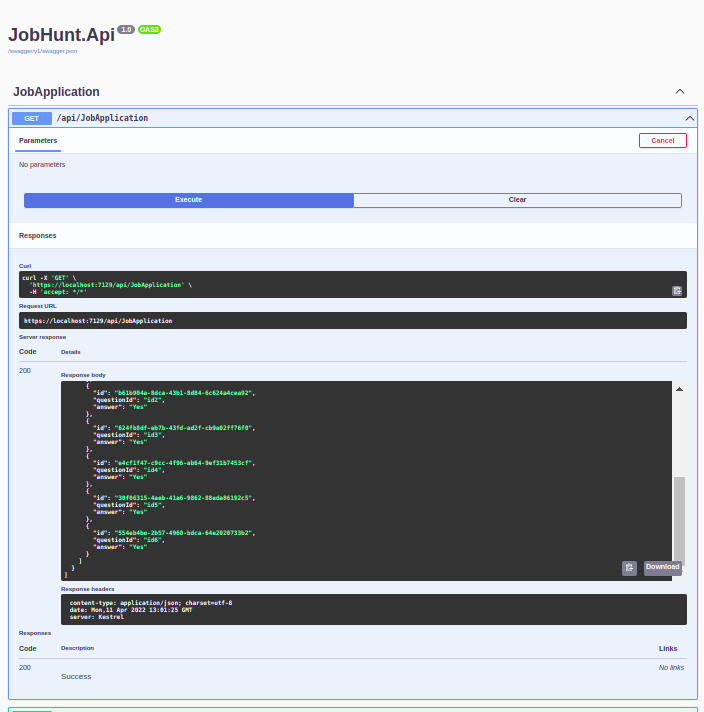 JobHunt.Api 1.0 OAS3
/swagger/v1/swagger.json
JobApplication
GET /api/JobApplication
Parameters Cancel
No parameters
Execute Clear
Responses
Curl
curl -X 'GET' \
'https://localhost:7129/api/JobApplication' \
-H 'accept: */*'
Request URL
https://localhost:7129/api/JobApplication
Server response
Code Details
200
Response body
{
"id": "b61b904a-8dca-43b1-8d84-6c624a4cea92",
"questionId": "id2",
"answer": "Yes"
},
{
"id": "624fb8df-eb7b-43fd-ad2f-cb9a02ff76f0",
"questionId": "id3",
"answer": "Yes"
},
{
"id": "e4cf1f47-c9cc-4f96-ab64-9ef31b7453cf",
"questionId": "id4",
"answer": "Yes"
},
{
"id": "30f06315-4aeb-41a6-9862-88eda86192c5",
"questionId": "id5",
"answer": "Yes"
},
{
"id": "554eb4be-2b57-4960-bdca-64e2020733b2",
"questionId": "id6",
"answer": "Yes"
}
]
}
]
Download
Response headers
content-type: application/json; charset=utf-8
date: Mon,11 Apr 2022 13:01:25 GMT
server: Kestrel
Responses
Code Description Links
200 Success No links